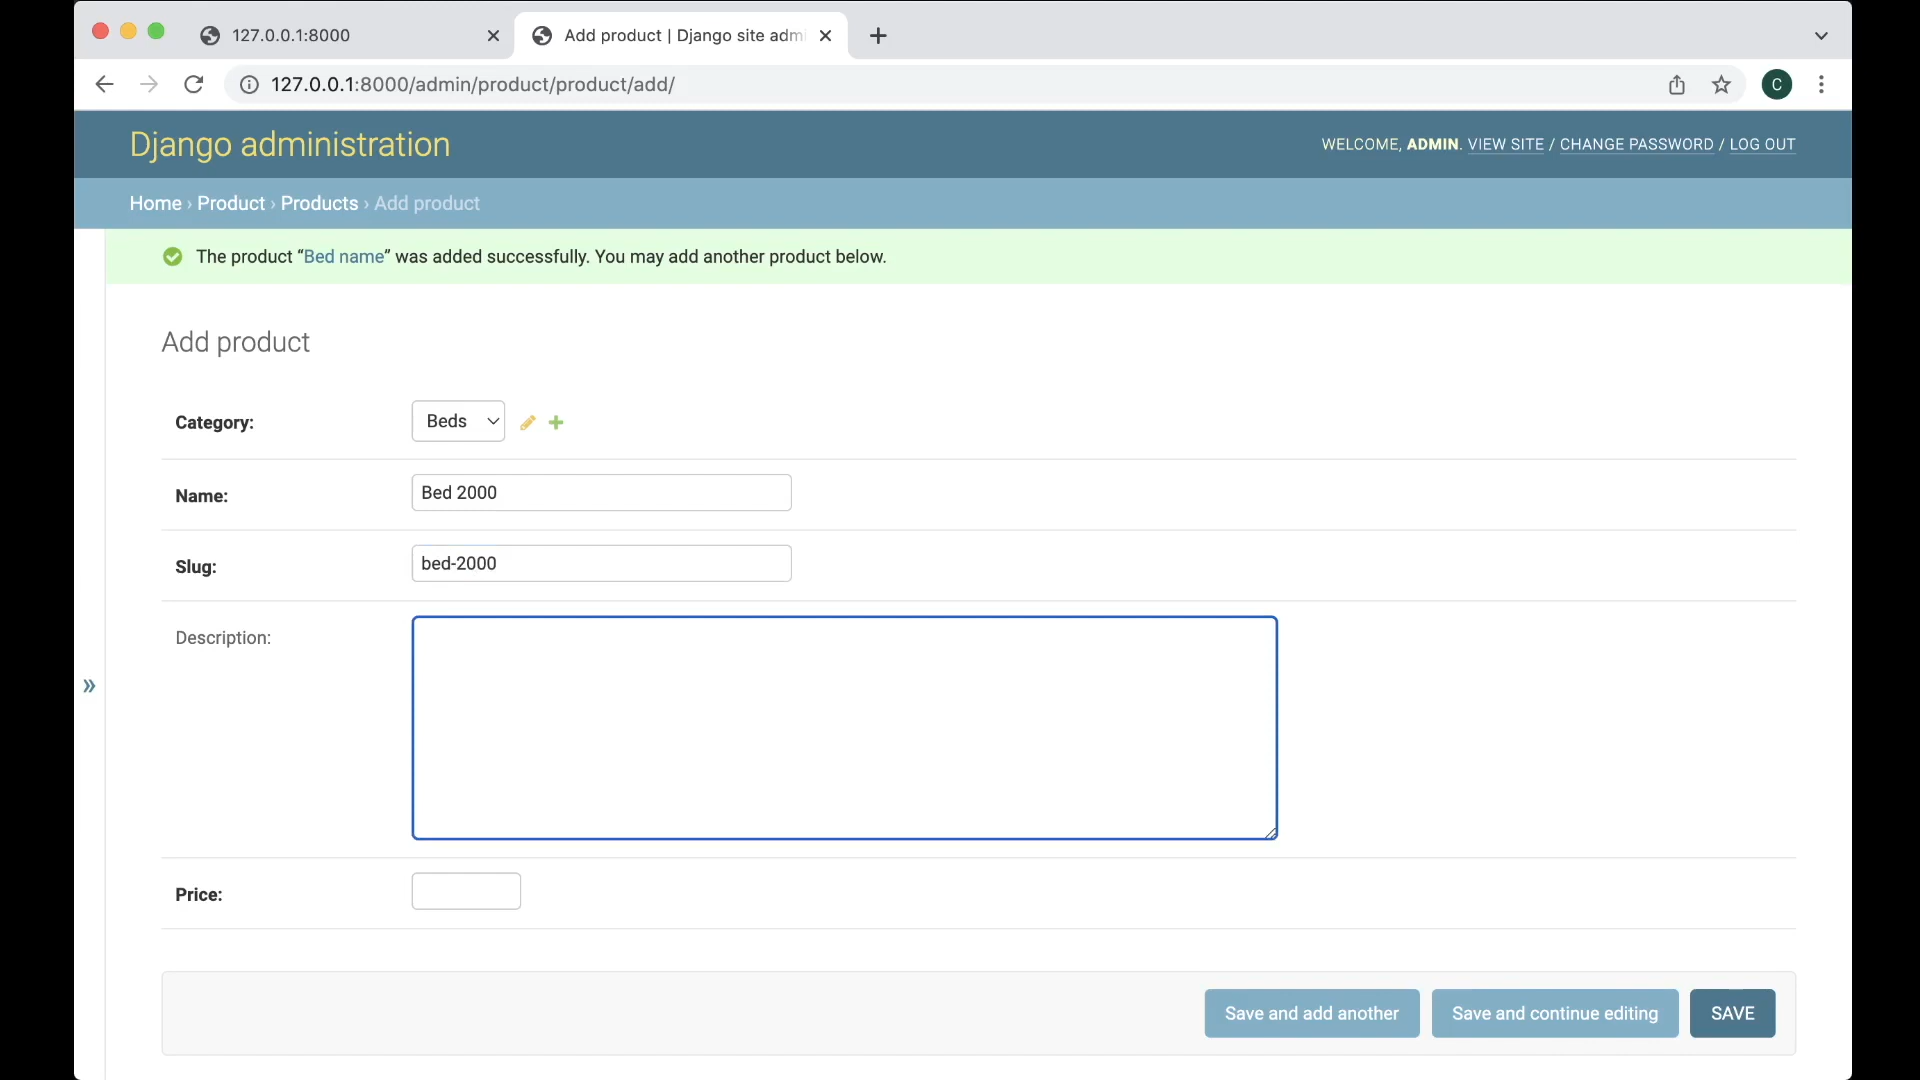 127.0.0.1:8000
Add product | Django site admi
127.0.0.1:8000/admin/product/product/add/
C
Django administration
WELCOME, ADMIN. VIEW SITE / CHANGE PASSWORD / LOG OUT
Home › Product › Products › Add product
The product “Bed name” was added successfully. You may add another product below.
Add product
Category:
Beds
Name:
Bed 2000
Slug:
bed-2000
Description:
»
Price:
Save and add another
Save and continue editing
SAVE